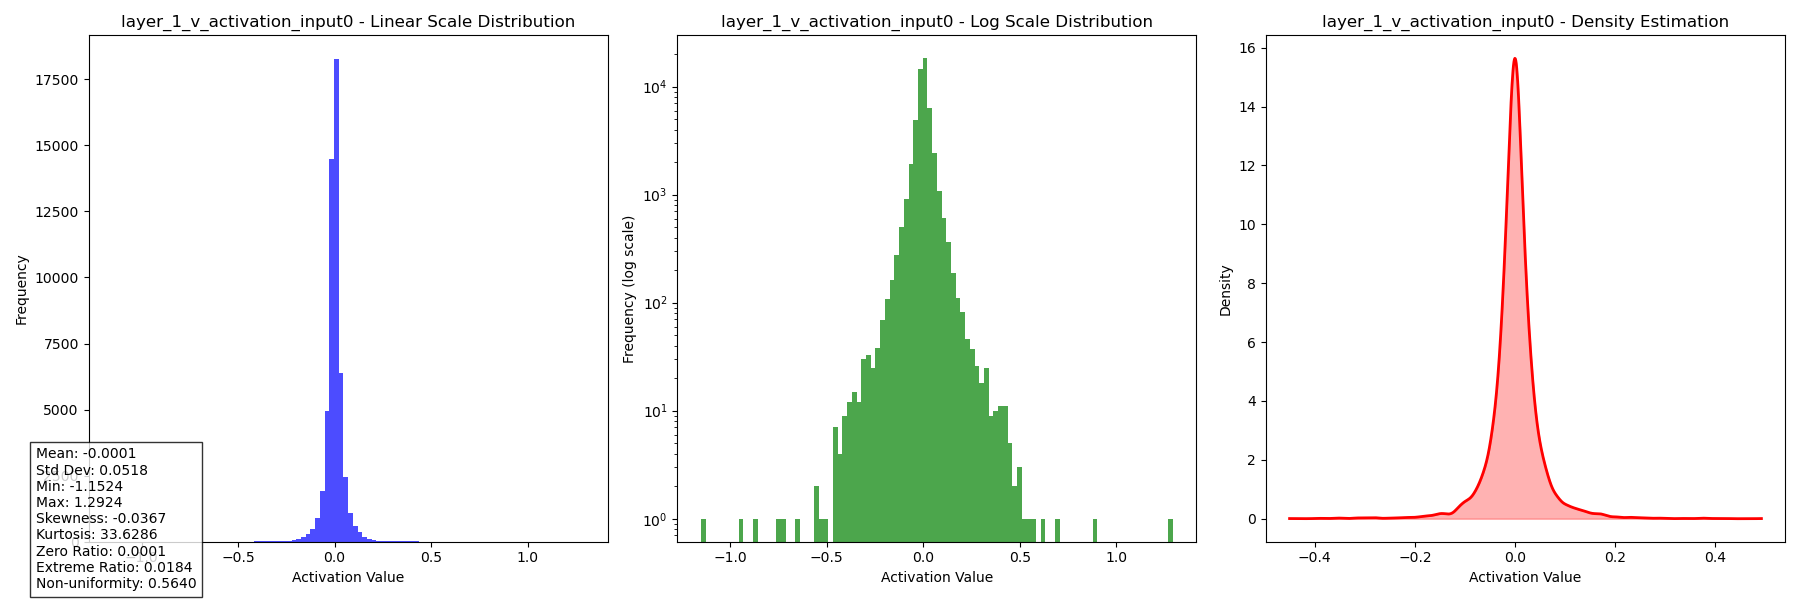 layer_1_v_activation_input0 - Linear Scale Distribution
17500
15000
12500
10000
7500
5000
2500
0
Frequency
−1.0
−0.5
0.0
0.5
1.0
Activation Value
Mean: -0.0001
Std Dev: 0.0518
Min: -1.1524
Max: 1.2924
Skewness: -0.0367
Kurtosis: 33.6286
Zero Ratio: 0.0001
Extreme Ratio: 0.0184
Non-uniformity: 0.5640
layer_1_v_activation_input0 - Log Scale Distribution
10⁴
10³
10²
10¹
10⁰
Frequency (log scale)
−1.0
−0.5
0.0
0.5
1.0
Activation Value
layer_1_v_activation_input0 - Density Estimation
16
14
12
10
8
6
4
2
0
Density
−0.4
−0.2
0.0
0.2
0.4
Activation Value